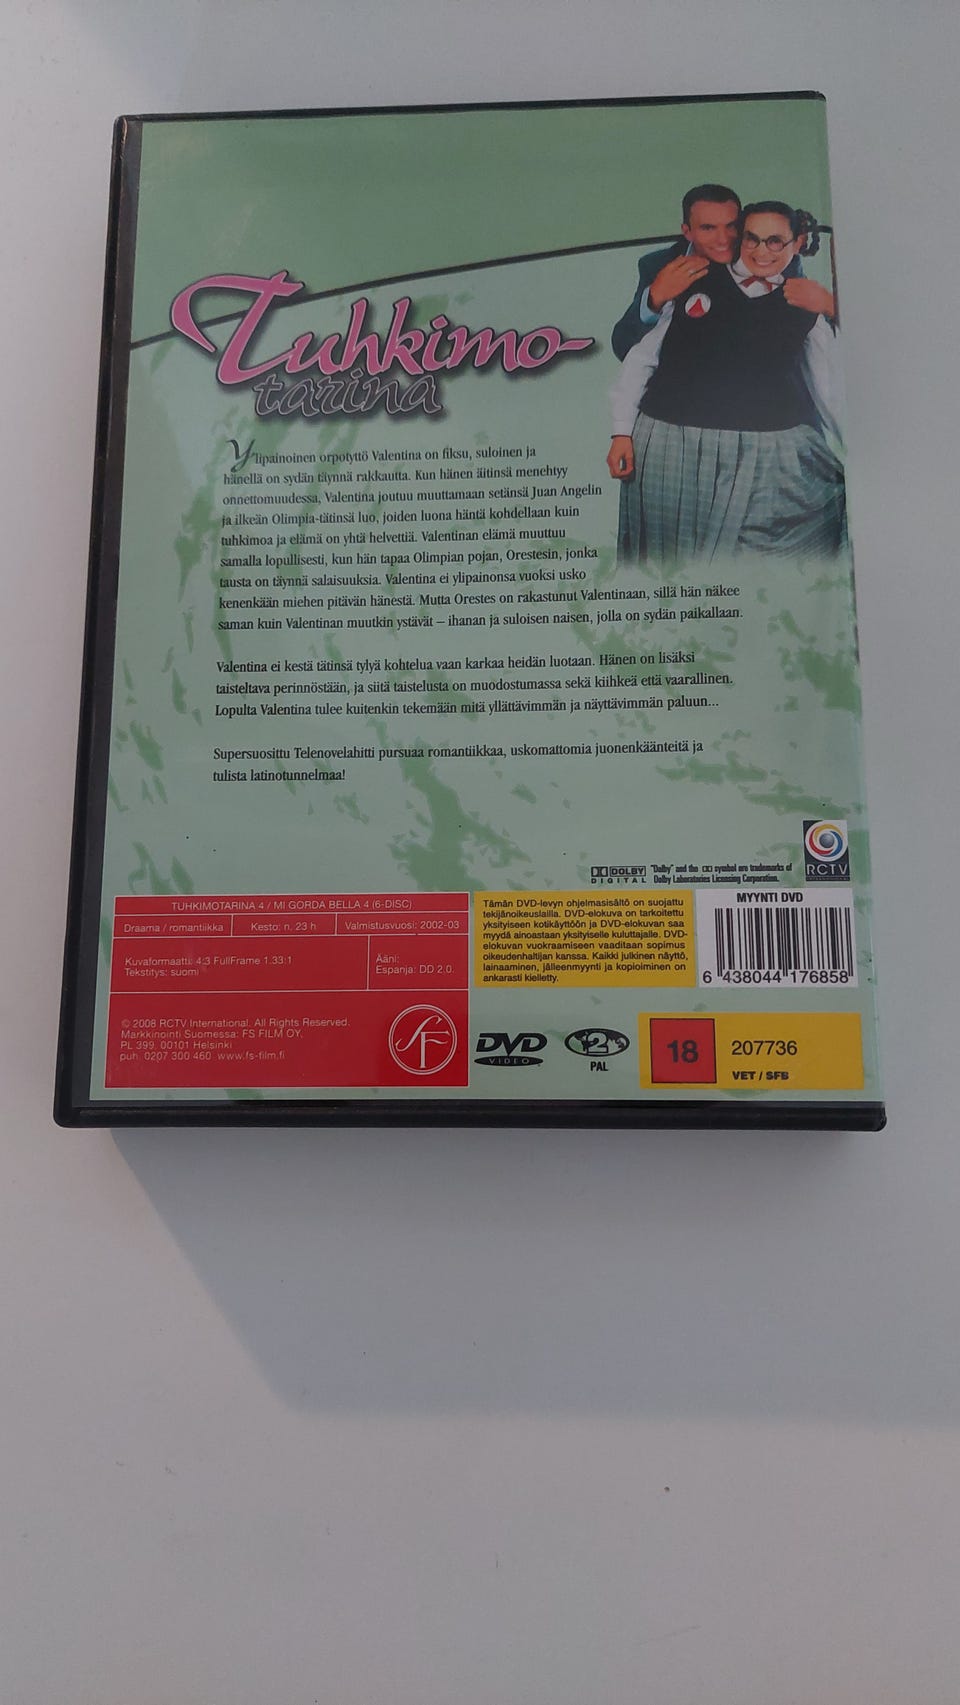 Tuhkimo-
tarina
Ylipainoinen orpotyttö Valentina on fiksu, suloinen ja
hänellä on sydän täynnä rakkautta. Kun hänen äitinsä menehtyy
onnettomuudessa, Valentina joutuu muuttamaan setänsä Juan Angelin
ja ilkeän Olimpia-tätinsä luo, joiden luona häntä kohdellaan kuin
tuhkimoa ja elämä on yhtä helvettiä. Valentinan elämä muuttuu
samalla lopullisesti, kun hän tapaa Olimpian pojan, Orestesin, jonka
tausta on täynnä salaisuuksia. Valentina ei ylipainonsa vuoksi usko
kenenkään miehen pitävän hänestä. Mutta Orestes on rakastunut Valentinaan, sillä hän näkee
saman kuin Valentinan muutkin ystävät – ihanan ja suloisen naisen, jolla on sydän paikallaan.
Valentina ei kestä tätinsä tylyä kohtelua vaan karkaa heidän luotaan. Hänen on lisäksi
taisteltava perinnöstään, ja siitä taistelusta on muodostumassa sekä kiihkeä että vaarallinen.
Lopulta Valentina tulee kuitenkin tekemään mitä yllättävimmän ja näyttävimmän paluun...
Supersuosittu Telenovelahitti pursuaa romantiikkaa, uskomattomia juonenkäänteitä ja
tulista latinotunnelmaa!
DOLBY
DIGITAL
"Dolby" and the symbol are trademarks of
Dolby Laboratories Licensing Corporation.
RCTV
TUHKIMOTARINA 4 / MI GORDA BELLA 4 (6-DISC)
Draama / romantiikka Kesto: n. 23 h Valmistusvuosi: 2002-03
Kuvaformaatti: 4:3 FullFrame 1.33:1
Tekstitys: suomi
Ääni:
Espanja: DD 2.0.
© 2008 RCTV International. All Rights Reserved.
Markkinointi Suomessa: FS FILM OY,
PL 399, 00101 Helsinki
puh. 0207 300 460 www.fs-film.fi
SF
Tämän DVD-levyn ohjelmasisältö on suojattu
tekijänoikeuslailla. DVD-elokuva on tarkoitettu
yksityiseen kotikäyttöön ja DVD-elokuvan saa
myydä ainoastaan yksityiselle kuluttajalle. DVD-
elokuvan vuokraamiseen vaaditaan sopimus
oikeudenhaltijan kanssa. Kaikki julkinen näyttö,
lainaaminen, jälleenmyynti ja kopioiminen on
ankarasti kielletty.
MYYNTI DVD
6 438044 176858
DVD
VIDEO
2
PAL
18
207736
VET / SFB